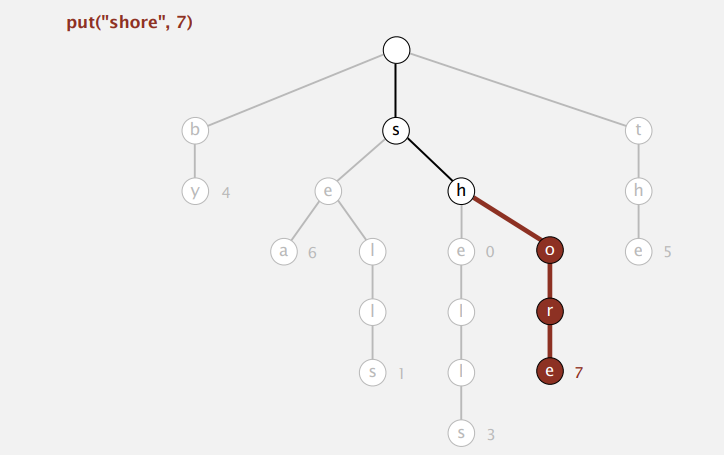 put("shore", 7)
b s t
y 4 e h h
a 6 l e 0 o e 5
l l r
s 1 l e 7
s 3